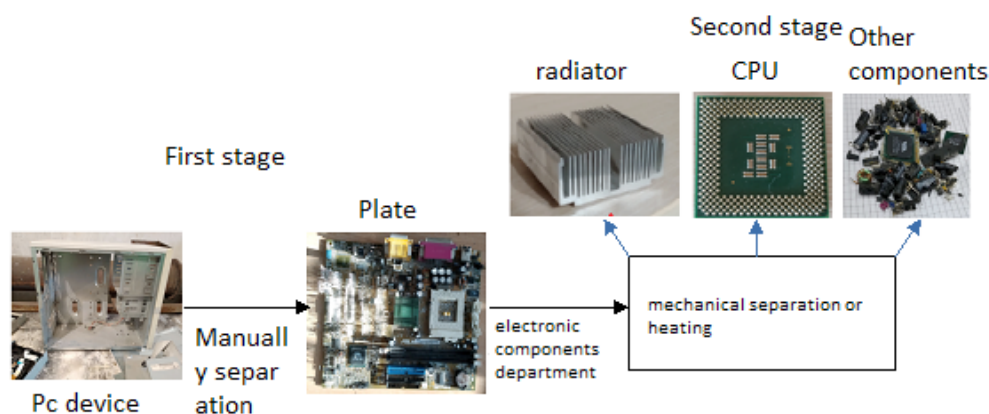 Second stage
Other
components
radiator
CPU
First stage
Plate
mechanical separation or
heating
electronic
components
department
Manuall
y separ
ation
Pc device